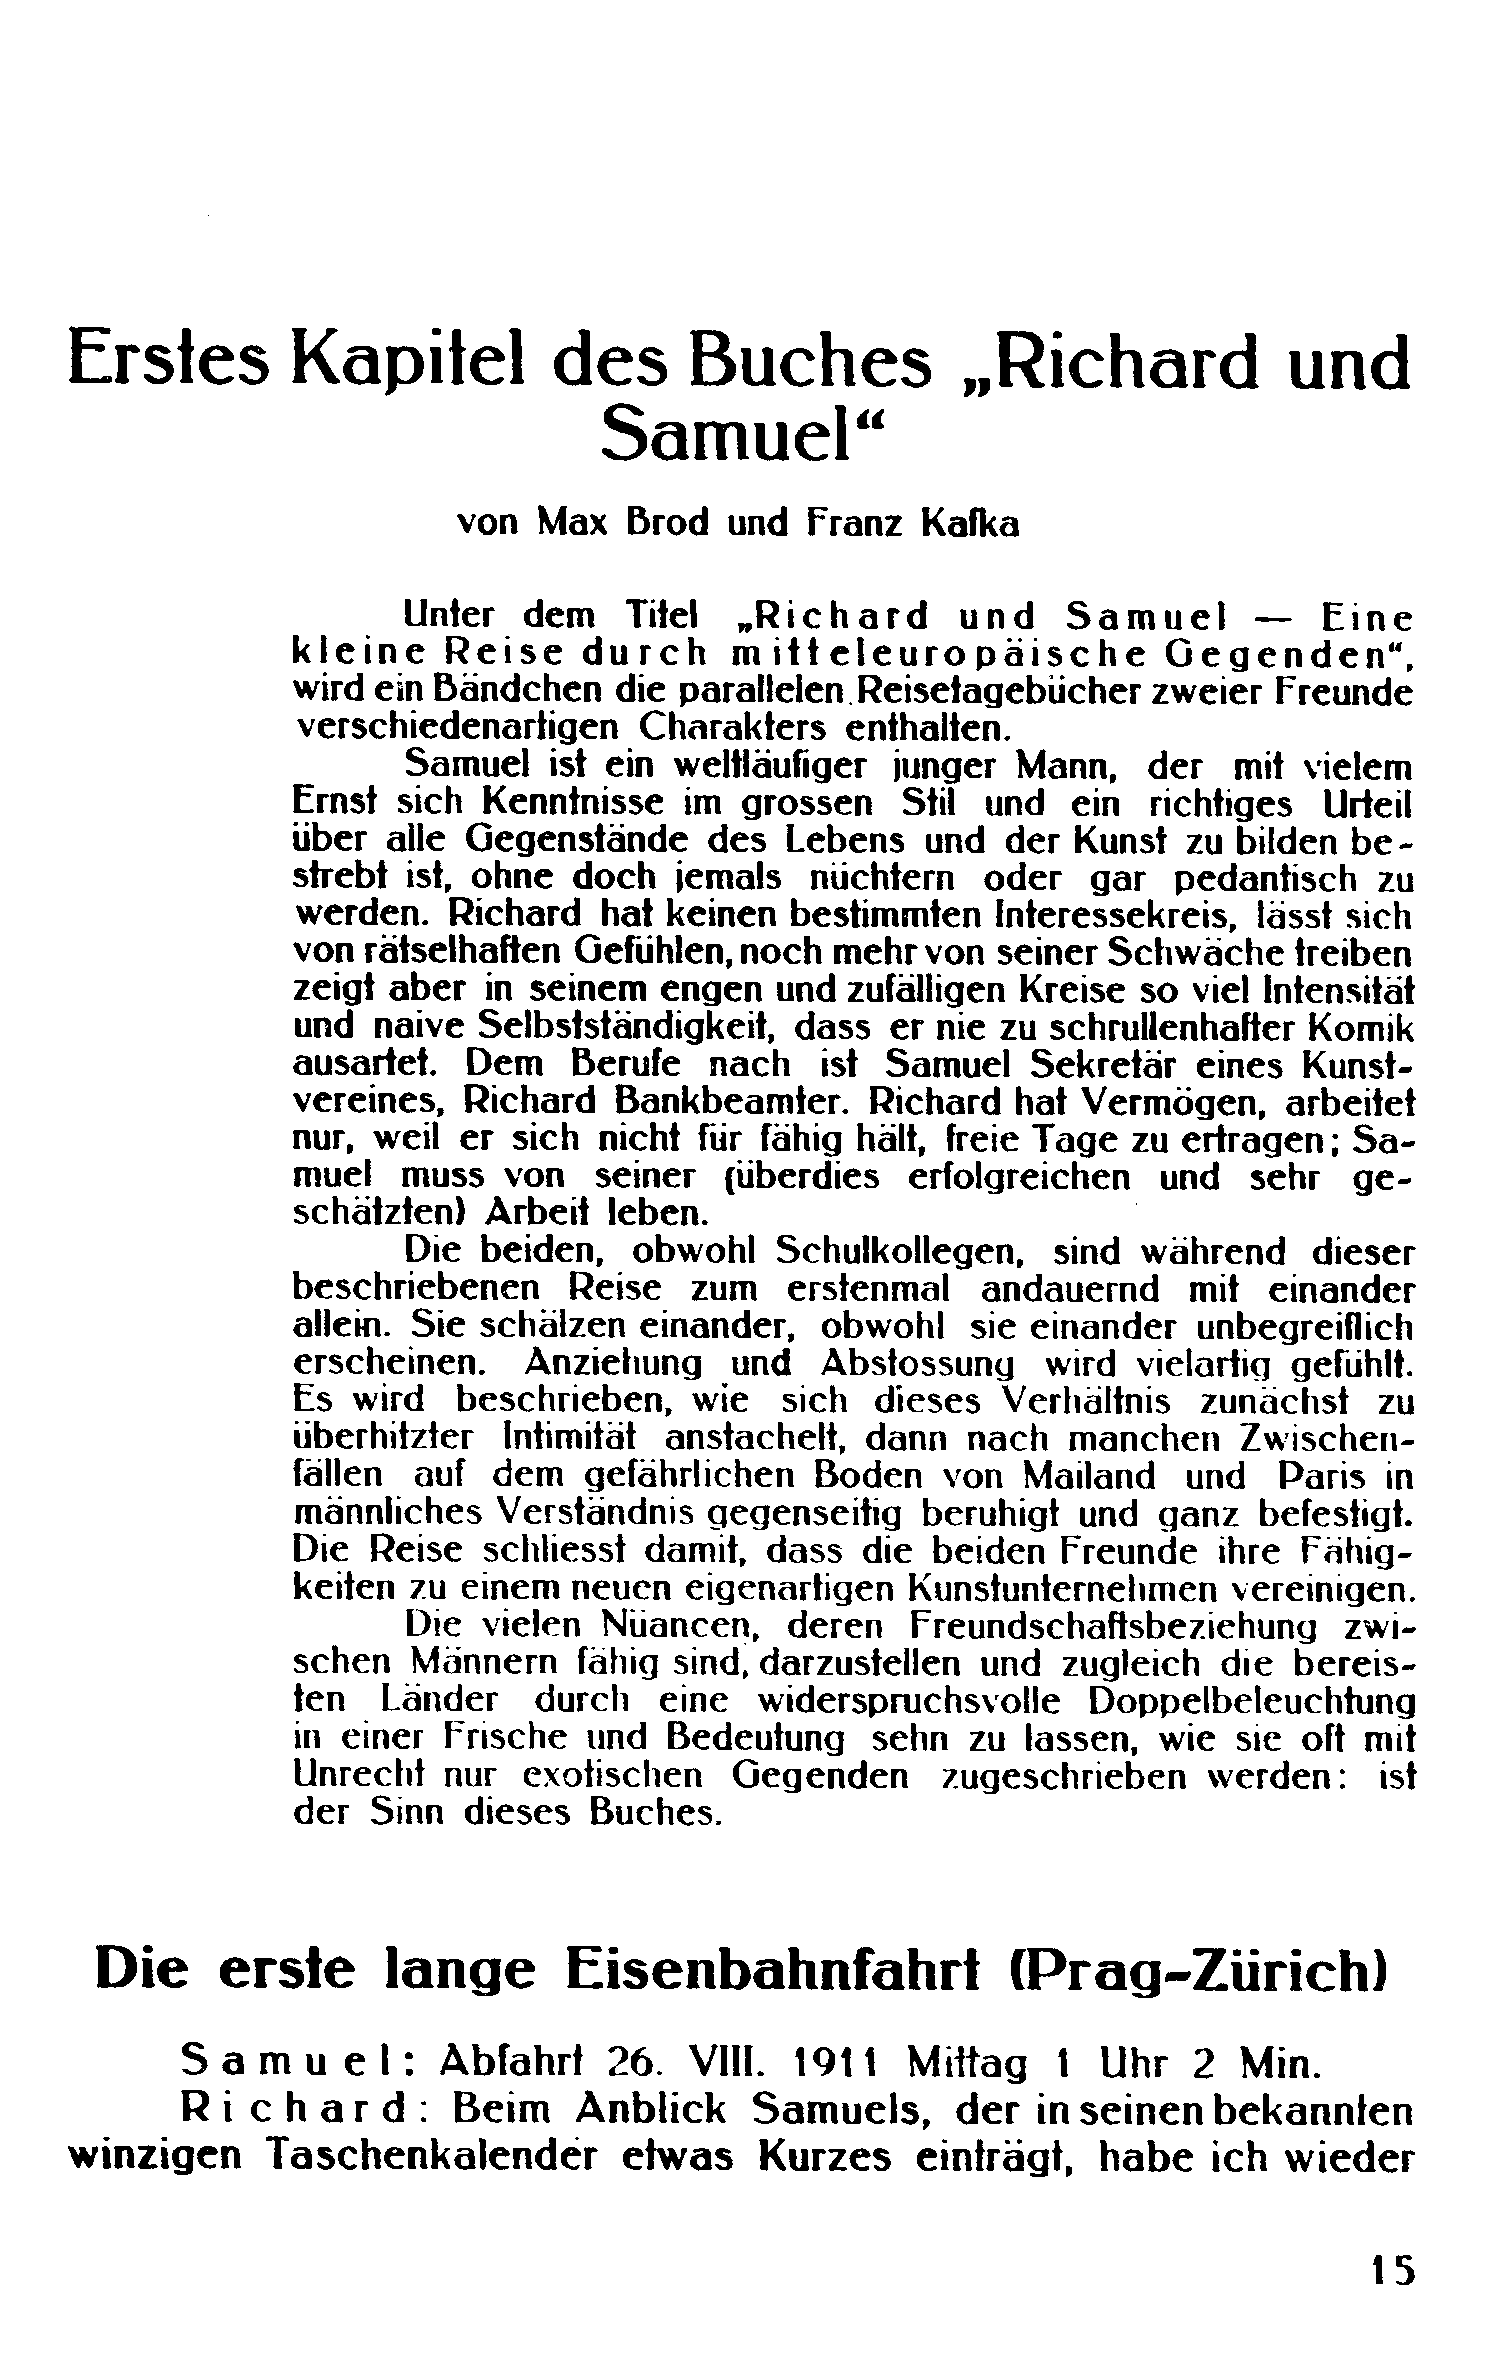 Erstes Kapitel des Buches „Richard und
Samuel“
von Max Brod und Franz Kafka
Unter dem Titel „Richard und Samuel — Eine
kleine Reise durch mitteleuropäische Gegenden“,
wird ein Bändchen die parallelen Reisetagebücher zweier Freunde
verschiedenartigen Charakters enthalten.
Samuel ist ein weltläufiger junger Mann, der mit vielem
Ernst sich Kenntnisse im grossen Stil und ein richtiges Urteil
über alle Gegenstände des Lebens und der Kunst zu bilden be-
strebt ist, ohne doch jemals nüchtern oder gar pedantisch zu
werden. Richard hat keinen bestimmten Interessekreis, lässt sich
von rätselhaften Gefühlen, noch mehr von seiner Schwäche treiben
zeigt aber in seinem engen und zufälligen Kreise so viel Intensität
und naive Selbstständigkeit, dass er nie zu schrullenhafter Komik
ausartet. Dem Berufe nach ist Samuel Sekretär eines Kunst-
vereines, Richard Bankbeamter. Richard hat Vermögen, arbeitet
nur, weil er sich nicht für fähig hält, freie Tage zu ertragen; Sa-
muel muss von seiner (überdies erfolgreichen und sehr ge-
schätzten) Arbeit leben.
Die beiden, obwohl Schulkollegen, sind während dieser
beschriebenen Reise zum erstenmal andauernd mit einander
allein. Sie schätzen einander, obwohl sie einander unbegreiflich
erscheinen. Anziehung und Abstossung wird vielartig gefühlt.
Es wird beschrieben, wie sich dieses Verhältnis zunächst zu
überhitzter Intimität anstachelt, dann nach manchen Zwischen-
fällen auf dem gefährlichen Boden von Mailand und Paris in
männliches Verständnis gegenseitig beruhigt und ganz befestigt.
Die Reise schliesst damit, dass die beiden Freunde ihre Fähig-
keiten zu einem neuen eigenartigen Kunstunternehmen vereinigen.
Die vielen Nüancen, deren Freundschaftsbeziehung zwi-
schen Männern fähig sind, darzustellen und zugleich die bereis-
ten Länder durch eine widerspruchsvolle Doppelbeleuchtung
in einer Frische und Bedeutung sehn zu lassen, wie sie oft mit
Unrecht nur exotischen Gegenden zugeschrieben werden: ist
der Sinn dieses Buches.
Die erste lange Eisenbahnfahrt (Prag-Zürich)
Samuel: Abfahrt 26. VIII. 1911 Mittag 1 Uhr 2 Min.
Richard: Beim Anblick Samuels, der in seinen bekannten
winzigen Taschenkalender etwas Kurzes einträgt, habe ich wieder
15